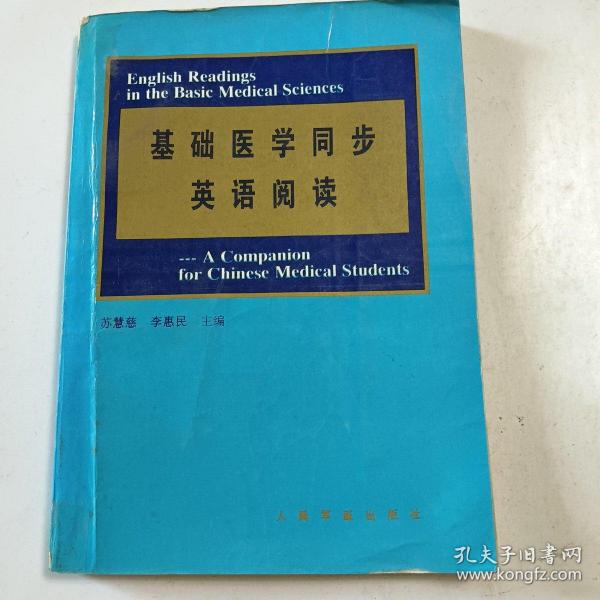 English Readings
in the Basic Medical Sciences
基础医学同步
英语阅读
--- A Companion
for Chinese Medical Students
苏慧慈 李惠民 主编
人民军医出版社
孔夫子旧书网
www.kongfz.com